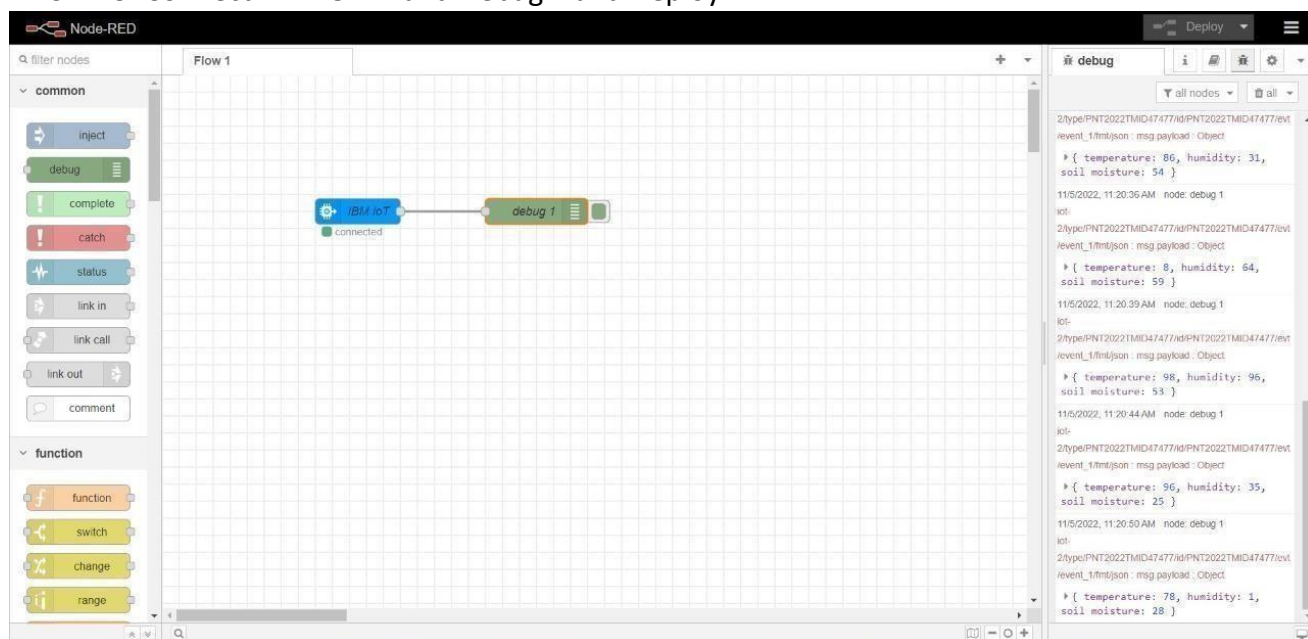 Node-RED
Deploy
filter nodes
Flow 1
debug
i
all nodes
all
common
inject
debug
complete
catch
status
link in
link call
link out
comment
function
function
switch
change
range
IBM IoT
connected
debug 1
2/type/PNT2022TMID47477/id/PNT2022TMID47477/evt
/event_1/fmt/json : msg.payload : Object
{ temperature: 86, humidity: 31,
soil moisture: 54 }
11/5/2022, 11:20:36 AM node: debug 1
iot-
2/type/PNT2022TMID47477/id/PNT2022TMID47477/evt
/event_1/fmt/json : msg.payload : Object
{ temperature: 8, humidity: 64,
soil moisture: 59 }
11/5/2022, 11:20:39 AM node: debug 1
iot-
2/type/PNT2022TMID47477/id/PNT2022TMID47477/evt
/event_1/fmt/json : msg.payload : Object
{ temperature: 98, humidity: 96,
soil moisture: 53 }
11/5/2022, 11:20:44 AM node: debug 1
iot-
2/type/PNT2022TMID47477/id/PNT2022TMID47477/evt
/event_1/fmt/json : msg.payload : Object
{ temperature: 96, humidity: 35,
soil moisture: 25 }
11/5/2022, 11:20:50 AM node: debug 1
iot-
2/type/PNT2022TMID47477/id/PNT2022TMID47477/evt
/event_1/fmt/json : msg.payload : Object
{ temperature: 78, humidity: 1,
soil moisture: 28 }